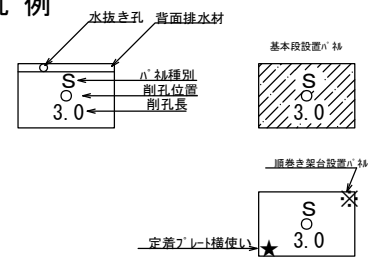 凡 例
水抜き孔 背面排水材
S
パネル種別
削孔位置
3.0
削孔長
基本段設置パネル
S
3.0
順巻き架台設置パネル
※
S
3.0
定着プレート横使い
★